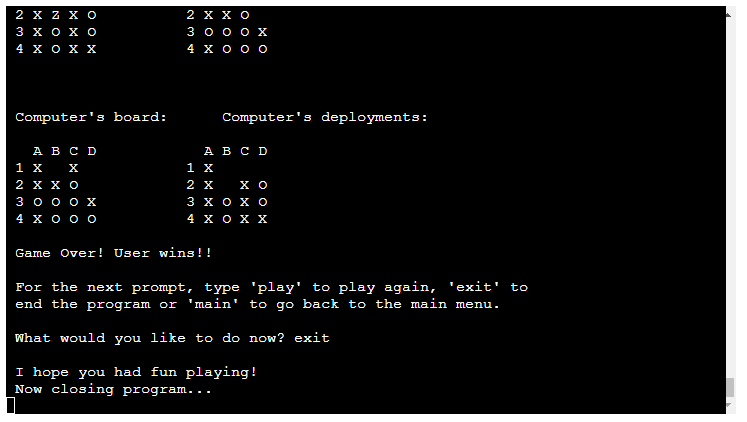 2 X Z X O          2 X X O
3 X O X O          3 O O O X
4 X O X X          4 X O O O
Computer's board:      Computer's deployments:
  A B C D            A B C D
1 X   X            1 X
2 X X O            2 X   X O
3 O O O X          3 X O X O
4 X O O O          4 X O X X
Game Over! User wins!!
For the next prompt, type 'play' to play again, 'exit' to
end the program or 'main' to go back to the main menu.
What would you like to do now? exit
I hope you had fun playing!
Now closing program...